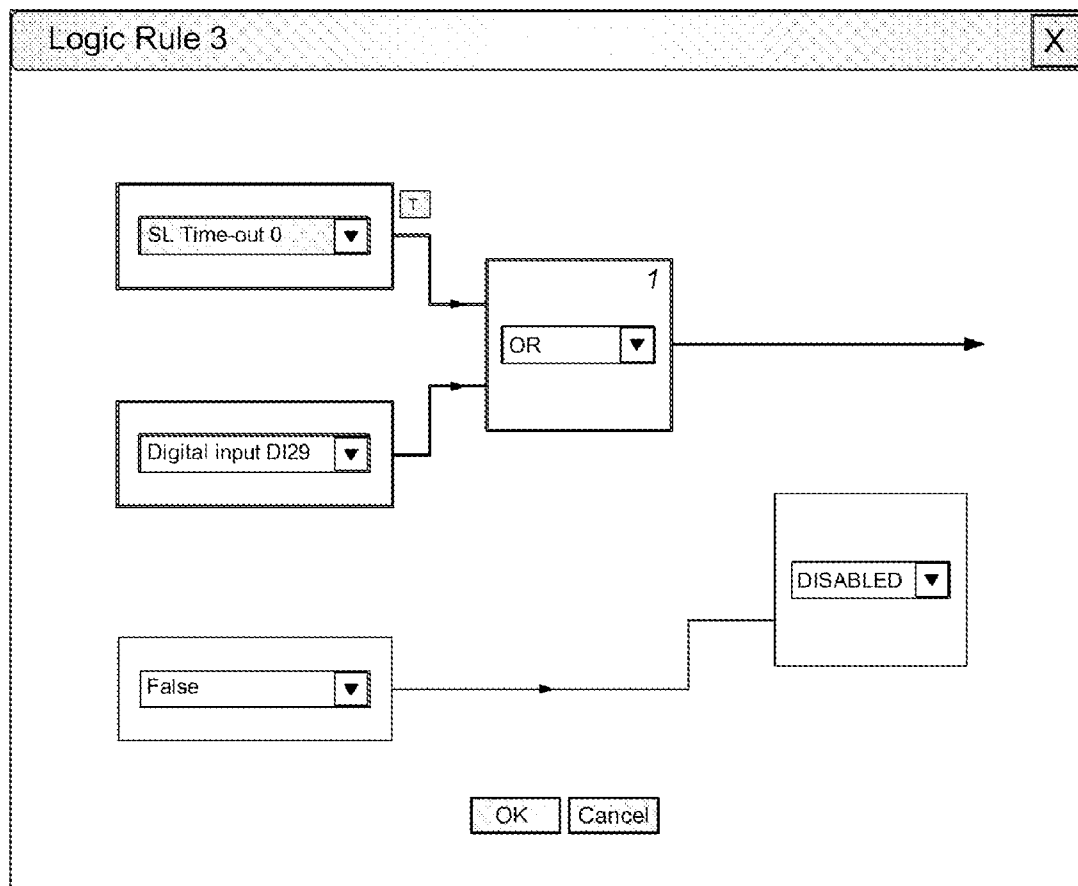 Logic Rule 3
X
SL Time-out 0
T
1
OR
Digital input DI29
DISABLED
False
OK
Cancel